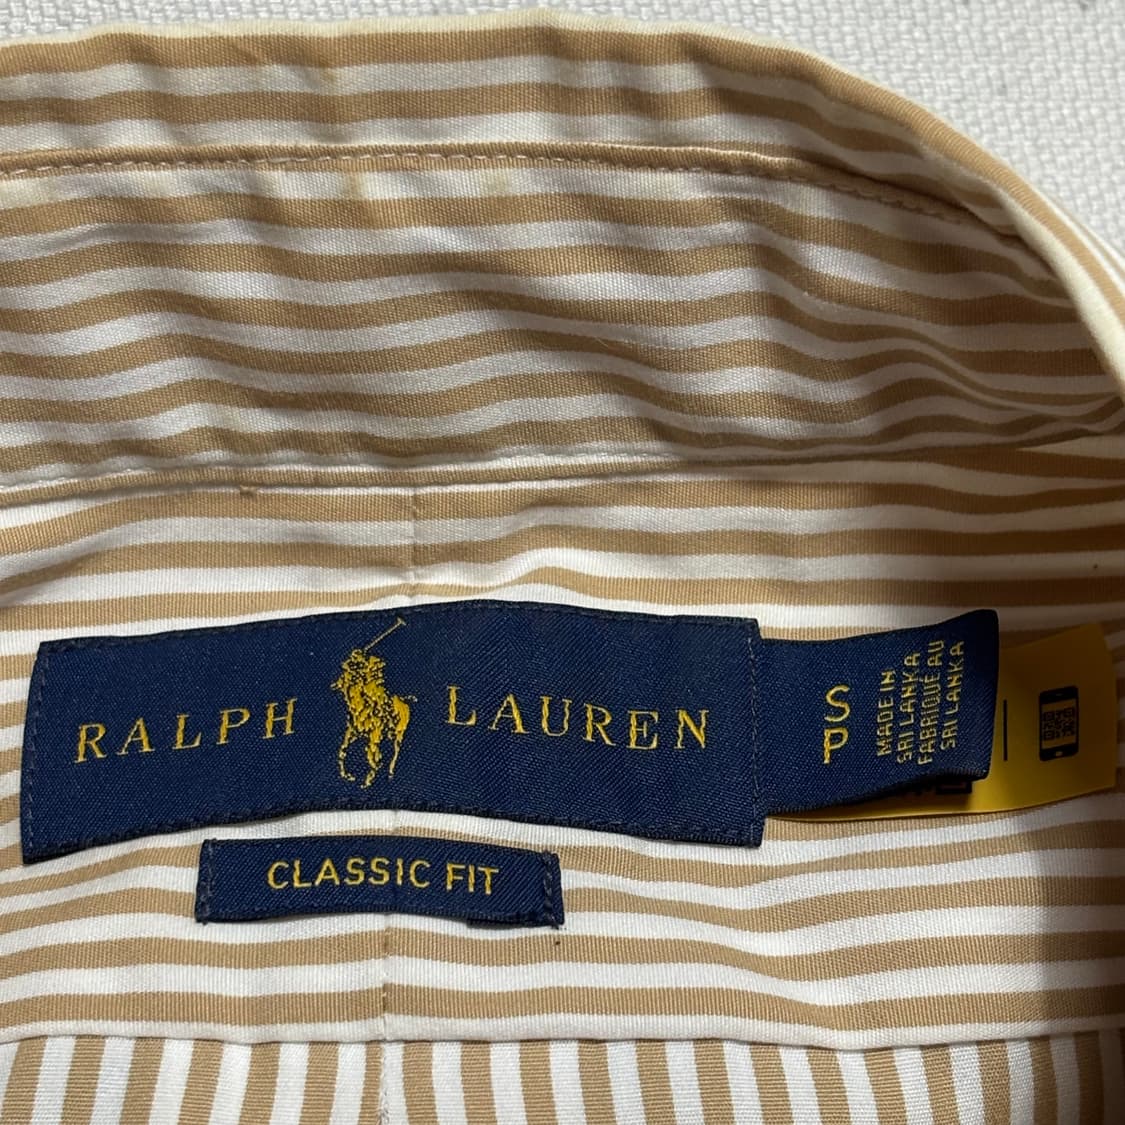 RALPH LAUREN
S
P
MADE IN
SRI LANKA
FABRIQUÉ AU
SRI LANKA
CLASSIC FIT